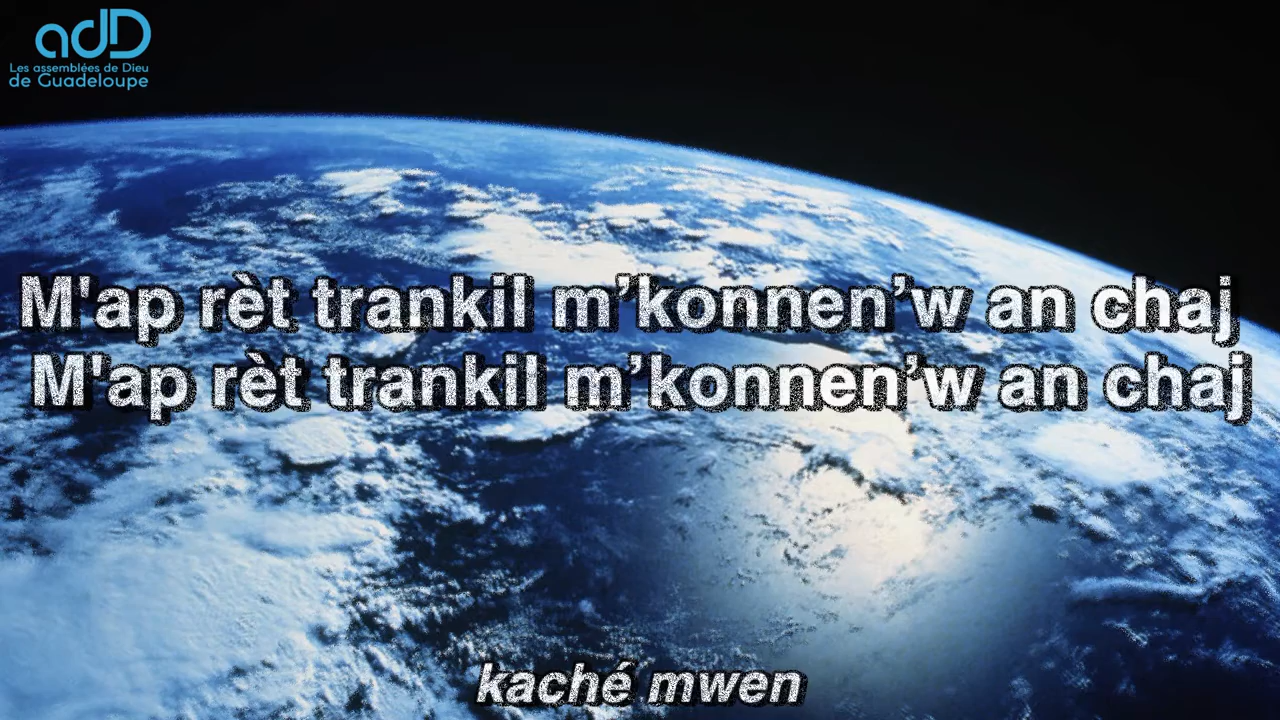 adD
Les assemblées de Dieu
de Guadeloupe
M'ap rèt trankil m’konnen’w an chaj
M'ap rèt trankil m’konnen’w an chaj
kaché mwen